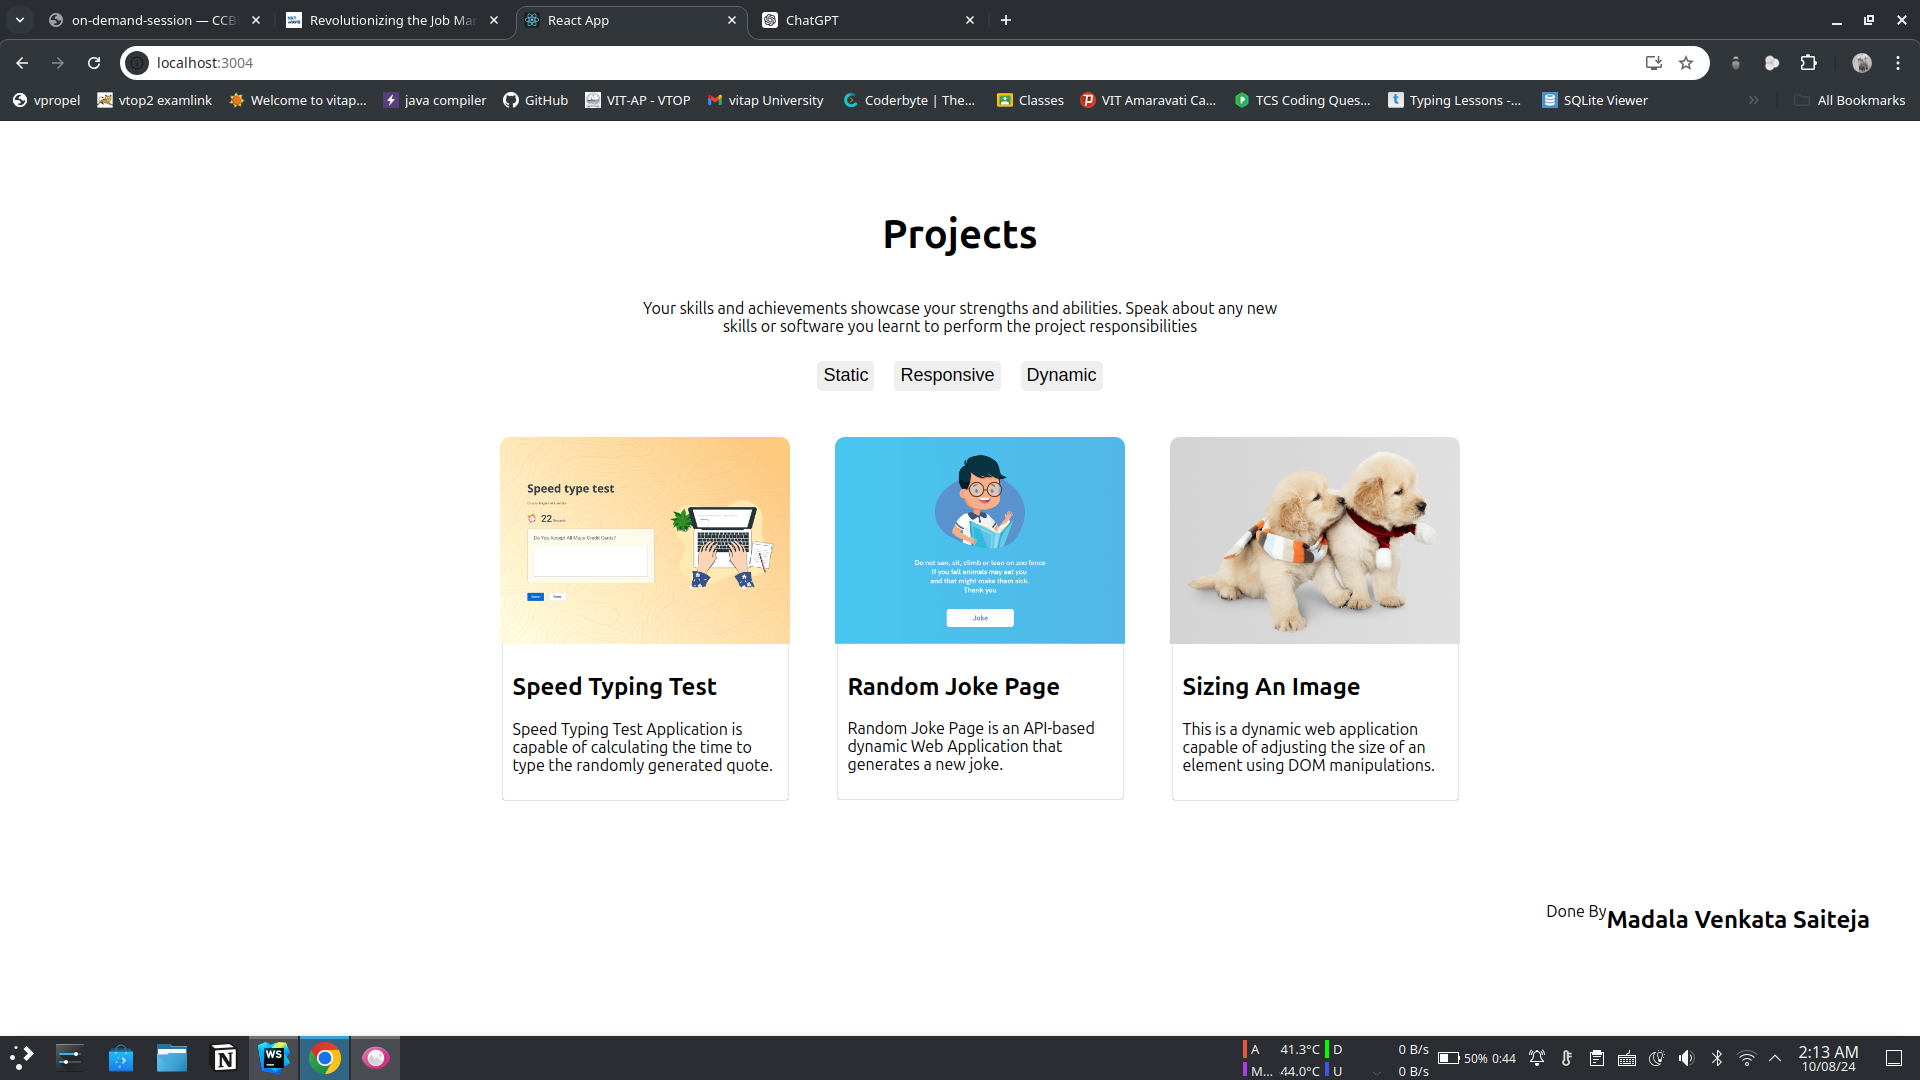 on-demand-session — CCB
Revolutionizing the Job Mar
React App
ChatGPT
localhost:3004
vpropel
vtop2 examlink
Welcome to vitap...
java compiler
GitHub
VIT-AP - VTOP
vitap University
Coderbyte | The...
Classes
VIT Amaravati Ca...
TCS Coding Ques...
Typing Lessons -...
SQLite Viewer
All Bookmarks
Projects
Your skills and achievements showcase your strengths and abilities. Speak about any new
skills or software you learnt to perform the project responsibilities
Static
Responsive
Dynamic
Speed type test
22
Do You Accept All Major Credit Cards?
Do not san, sit, climb or lean on zoo fence
If you fall animals may eat you
and that might make them sick.
Thank you
Joke
Speed Typing Test
Speed Typing Test Application is
capable of calculating the time to
type the randomly generated quote.
Random Joke Page
Random Joke Page is an API-based
dynamic Web Application that
generates a new joke.
Sizing An Image
This is a dynamic web application
capable of adjusting the size of an
element using DOM manipulations.
Done By Madala Venkata Saiteja
WS
A 41.3°C D 0 B/s
M... 44.0°C U 0 B/s
50% 0:44
2:13 AM
10/08/24